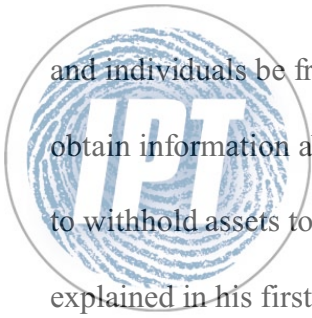 and individuals be fr
obtain information a
IPT
to withhold assets to
explained in his first